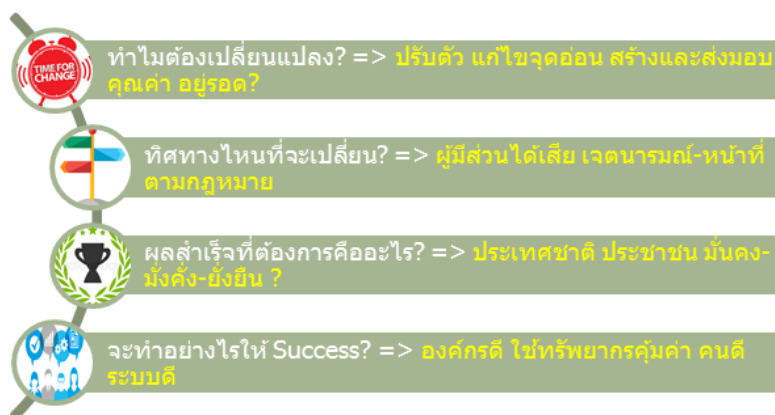 TIME FOR
CHANGE
ทำไมต้องเปลี่ยนแปลง? => ปรับตัว แก้ไขจุดอ่อน สร้างและส่งมอบ
คุณค่า อยู่รอด?
ทิศทางไหนที่จะเปลี่ยน? => ผู้มีส่วนได้เสีย เจตนารมณ์-หน้าที่
ตามกฎหมาย
ผลสำเร็จที่ต้องการคืออะไร? => ประเทศชาติ ประชาชน มั่นคง-
มั่งคั่ง-ยั่งยืน ?
จะทำอย่างไรให้ Success? => องค์กรดี ใช้ทรัพยากรคุ้มค่า คนดี
ระบบดี